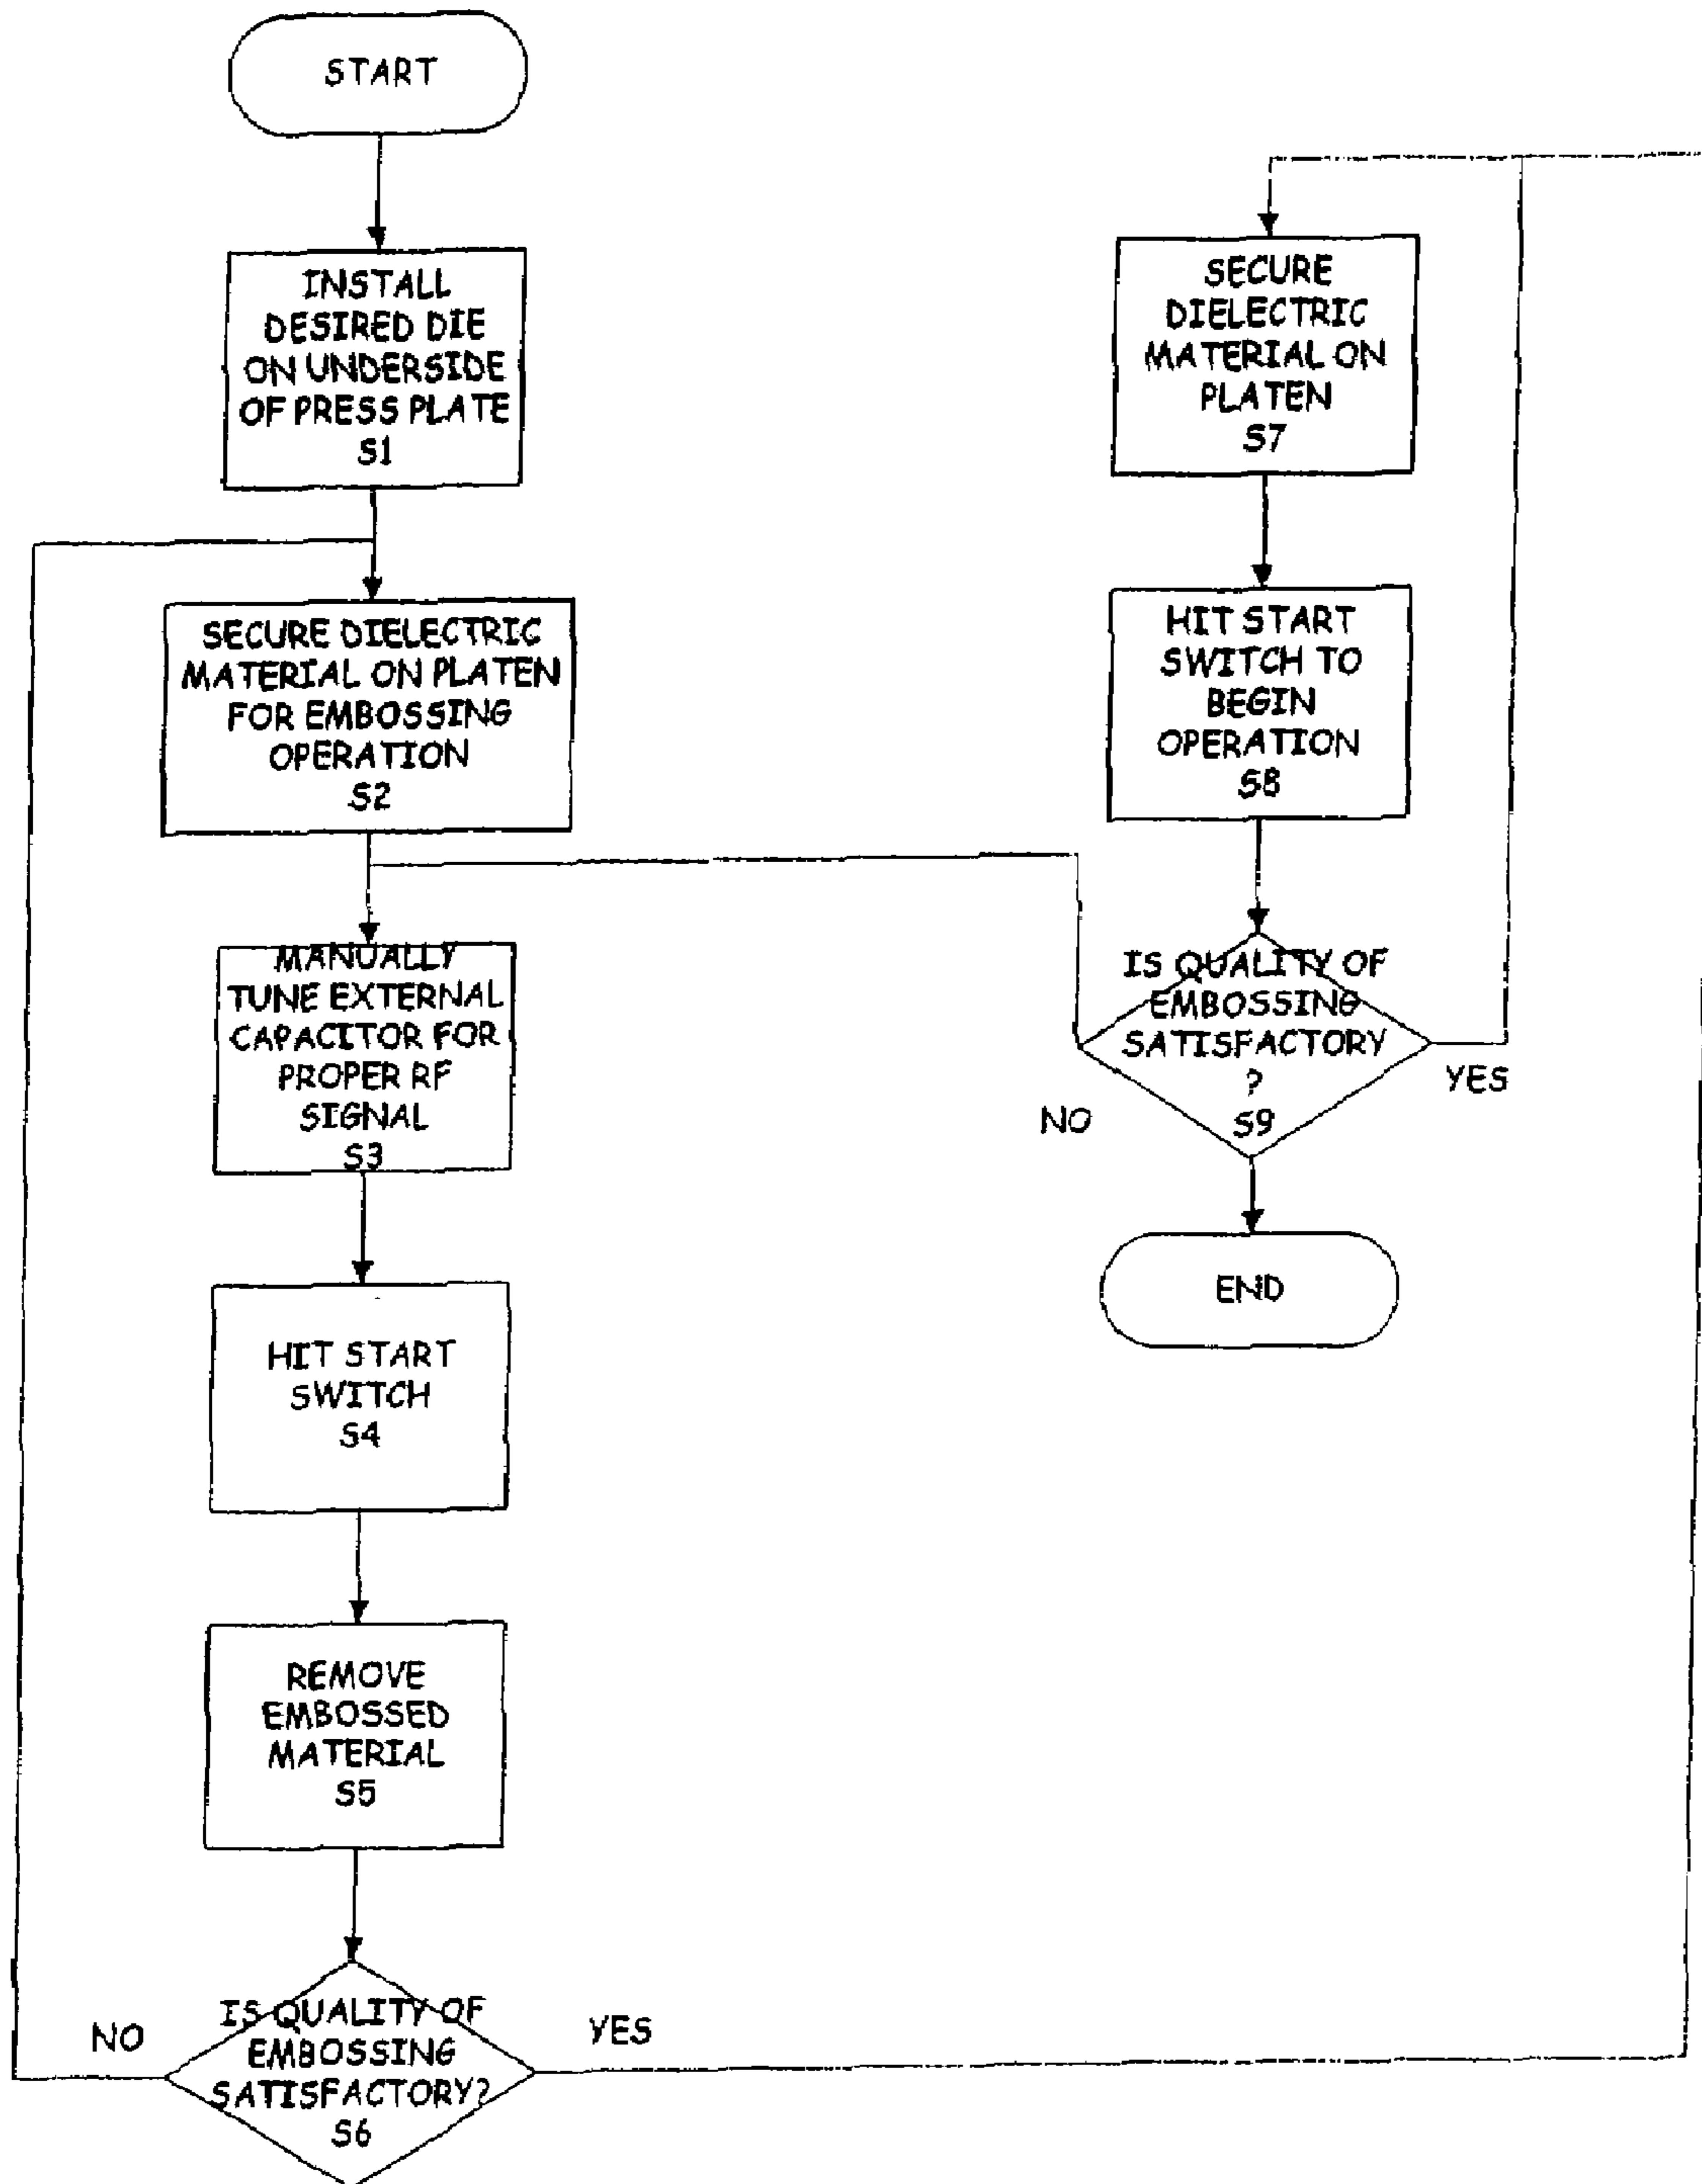 START
INSTALL
DESIRED DIE
ON UNDERSIDE
OF PRESS PLATE
S1
SECURE DIELECTRIC
MATERIAL ON PLATEN
FOR EMBOSSING
OPERATION
S2
MANUALLY
TUNE EXTERNAL
CAPACITOR FOR
PROPER RF
SIGNAL
S3
HIT START
SWITCH
S4
REMOVE
EMBOSSED
MATERIAL
S5
NO
IS QUALITY OF
EMBOSSING
SATISFACTORY?
S6
YES
SECURE
DIELECTRIC
MATERIAL ON
PLATEN
S7
HIT START
SWITCH TO
BEGIN
OPERATION
S8
IS QUALITY OF
EMBOSSING
SATISFACTORY
?
S9
NO
YES
END